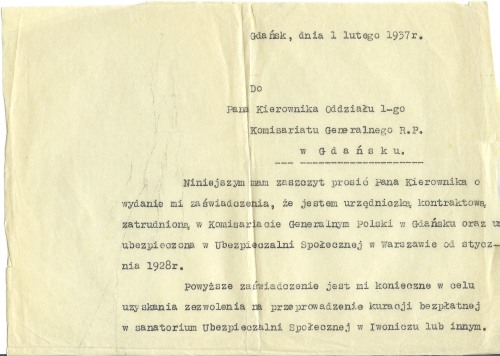 Gdańsk, dnia 1 lutego 1937r.
Do
Pana Kierownika Oddziału 1-go
Komisariatu Generalnego R.P.
w Gdańsku.
Niniejszym mam zaszczyt prosić Pana Kierownika o
wydanie mi zaświadczenia, że jestem urzędniczką kontraktową
zatrudnioną w Komisariacie Generalnym Polski w Gdańsku oraz
ubezpieczona w Ubezpieczalni Społecznej w Warszawie od stycz-
nia 1928r.
Powyższe zaświadczenie jest mi konieczne w celu
uzyskania zezwolenia na przeprowadzenie kuracji bezpłatnej
w sanatorium Ubezpieczalni Społecznej w Iwoniczu lub innym.